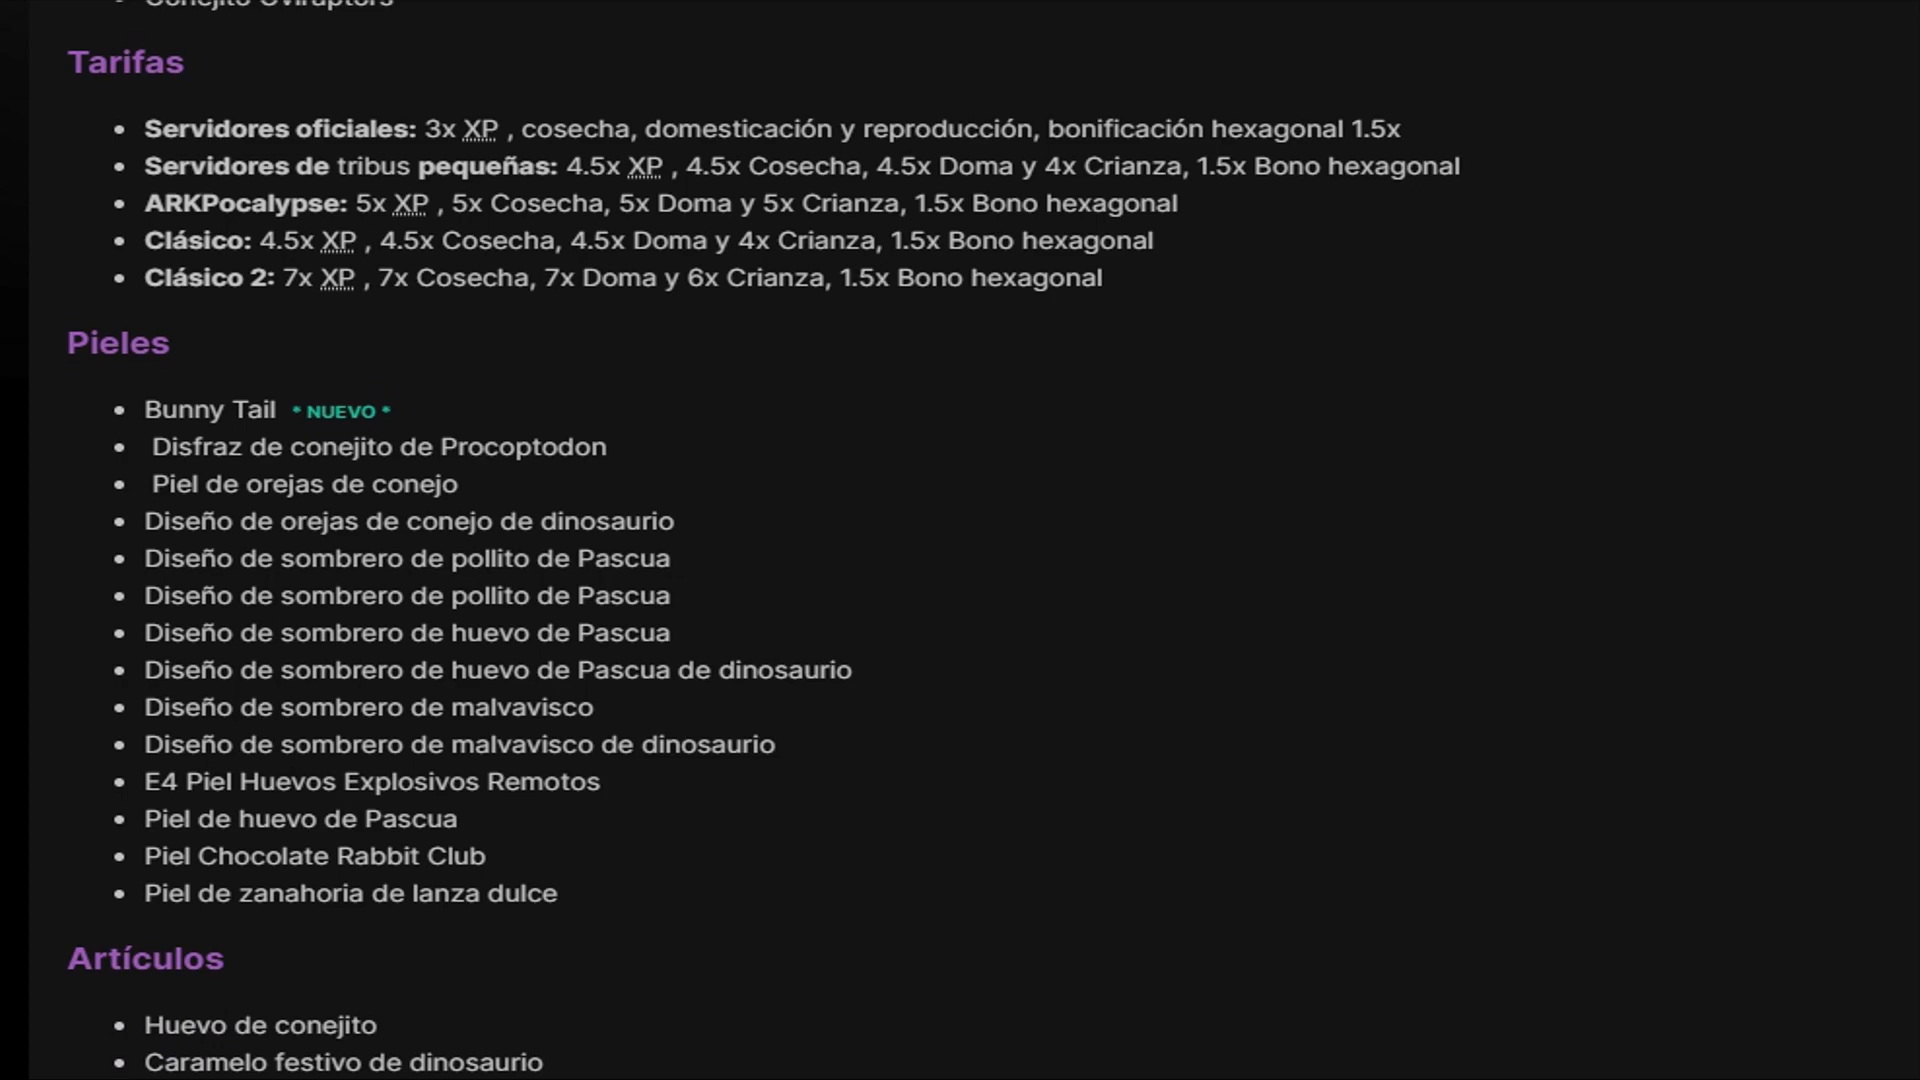 Conejito Oviraptors
Tarifas
Servidores oficiales: 3x XP , cosecha, domesticación y reproducción, bonificación hexagonal 1.5x
Servidores de tribus pequeñas: 4.5x XP , 4.5x Cosecha, 4.5x Doma y 4x Crianza, 1.5x Bono hexagonal
ARKPocalypse: 5x XP , 5x Cosecha, 5x Doma y 5x Crianza, 1.5x Bono hexagonal
Clásico: 4.5x XP , 4.5x Cosecha, 4.5x Doma y 4x Crianza, 1.5x Bono hexagonal
Clásico 2: 7x XP , 7x Cosecha, 7x Doma y 6x Crianza, 1.5x Bono hexagonal
Pieles
Bunny Tail * NUEVO *
Disfraz de conejito de Procoptodon
Piel de orejas de conejo
Diseño de orejas de conejo de dinosaurio
Diseño de sombrero de pollito de Pascua
Diseño de sombrero de pollito de Pascua
Diseño de sombrero de huevo de Pascua
Diseño de sombrero de huevo de Pascua de dinosaurio
Diseño de sombrero de malvavisco
Diseño de sombrero de malvavisco de dinosaurio
E4 Piel Huevos Explosivos Remotos
Piel de huevo de Pascua
Piel Chocolate Rabbit Club
Piel de zanahoria de lanza dulce
Artículos
Huevo de conejito
Caramelo festivo de dinosaurio